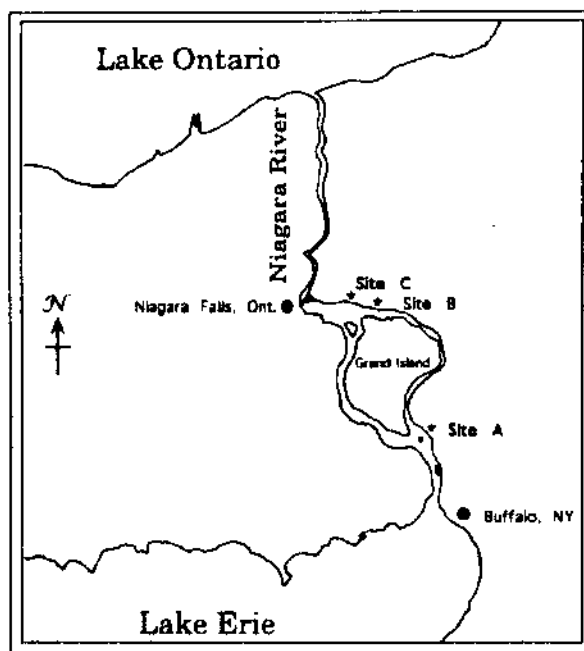 Lake Ontario
Niagara River
Site C
Niagara Falls, Ont.
Site B
Grand Island
N
Site A
Buffalo, NY
Lake Erie